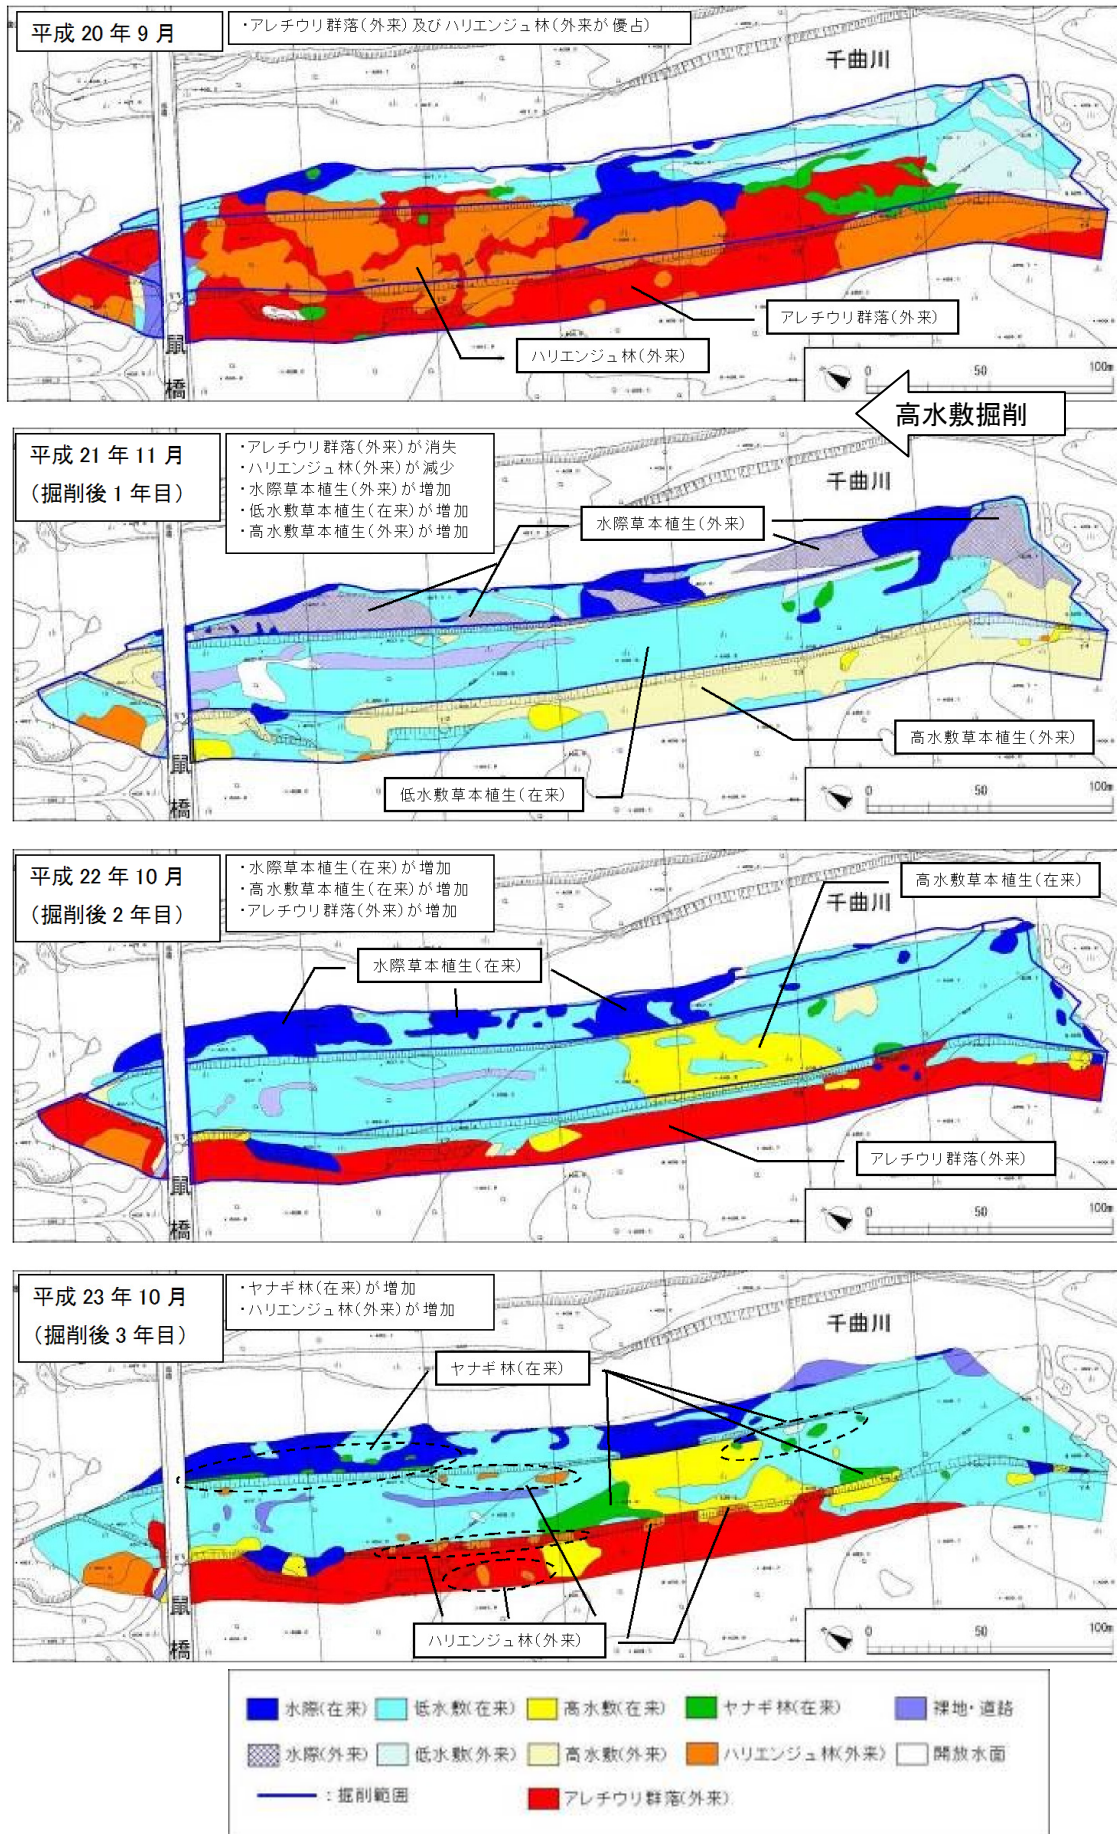 平成 20 年 9 月
・アレチウリ群落(外来)及びハリエンジュ林(外来が優占)
千曲川
アレチウリ群落(外来)
ハリエンジュ林(外来)
鼠
橋
0 50 100m
高水敷掘削
平成 21 年 11 月
(掘削後 1 年目)
・アレチウリ群落(外来)が消失
・ハリエンジュ林(外来)が減少
・水際草本植生(外来)が増加
・低水敷草本植生(在来)が増加
・高水敷草本植生(外来)が増加
千曲川
水際草本植生(外来)
高水敷草本植生(外来)
低水敷草本植生(在来)
鼠
橋
0 50 100m
平成 22 年 10 月
(掘削後 2 年目)
・水際草本植生(在来)が増加
・高水敷草本植生(在来)が増加
・アレチウリ群落(外来)が増加
高水敷草本植生(在来)
千曲川
水際草本植生(在来)
アレチウリ群落(外来)
鼠
橋
0 50 100m
平成 23 年 10 月
(掘削後 3 年目)
・ヤナギ林(在来)が増加
・ハリエンジュ林(外来)が増加
千曲川
ヤナギ林(在来)
ハリエンジュ林(外来)
鼠
橋
0 50 100m
水際(在来) 低水敷(在来) 高水敷(在来) ヤナギ林(在来) 裸地・道路
水際(外来) 低水敷(外来) 高水敷(外来) ハリエンジュ林(外来) 開放水面
：掘削範囲 アレチウリ群落(外来)